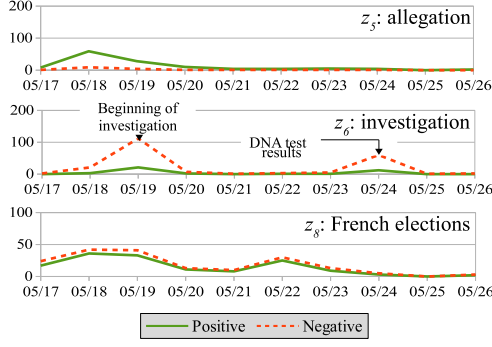 200
z5: allegation
100
0
05/17 05/18 05/19 05/20 05/21 05/22 05/23 05/24 05/25 05/26
200
Beginning of
investigation
z6: investigation
100
DNA test
results
0
05/17 05/18 05/19 05/20 05/21 05/22 05/23 05/24 05/25 05/26
100
z8: French elections
50
0
05/17 05/18 05/19 05/20 05/21 05/22 05/23 05/24 05/25 05/26
Positive Negative